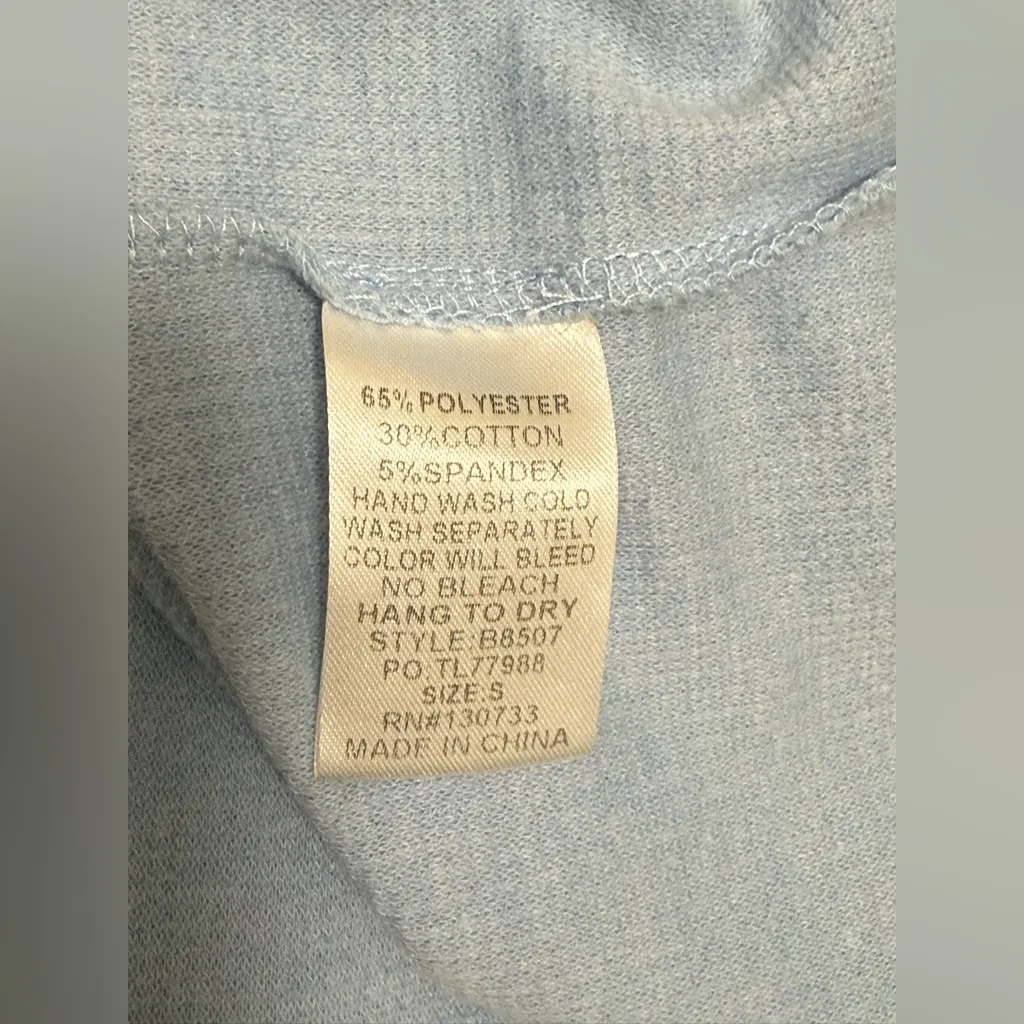 65% POLYESTER
30%COTTON
5%SPANDEX
HAND WASH COLD
WASH SEPARATELY
COLOR WILL BLEED
NO BLEACH
HANG TO DRY
STYLE:B8507
PO.TL77988
SIZE:S
RN#130733
MADE IN CHINA